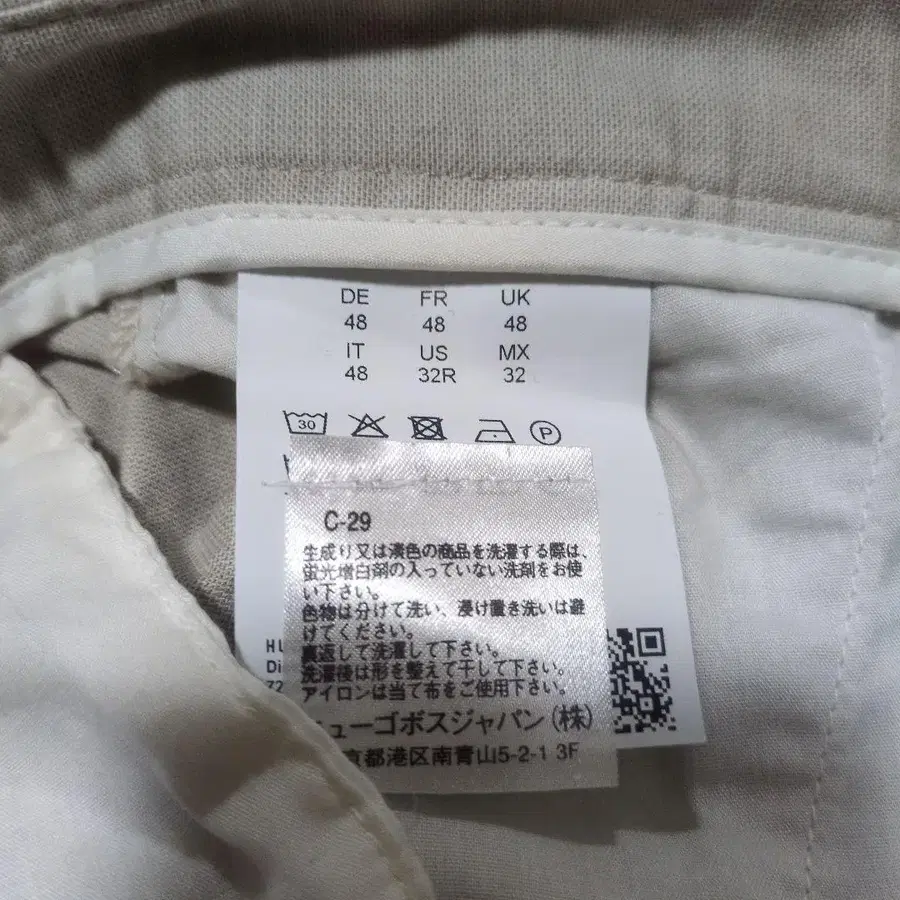 DE FR UK
48 48 48
IT US MX
48 32R 32
30 P
C-29
生成り又は淡色の商品を洗濯する際は、
蛍光増白剤の入っていない洗剤をお使
い下さい。
色物は分けて洗い、浸け置き洗いは避
けてください。
裏返して洗濯して下さい。
洗濯後は形を整えて干して下さい。
アイロンは当て布をご使用下さい。
HU
Di
72
ューゴボスジャパン(株)
京都港区南青山5-2-1 3F